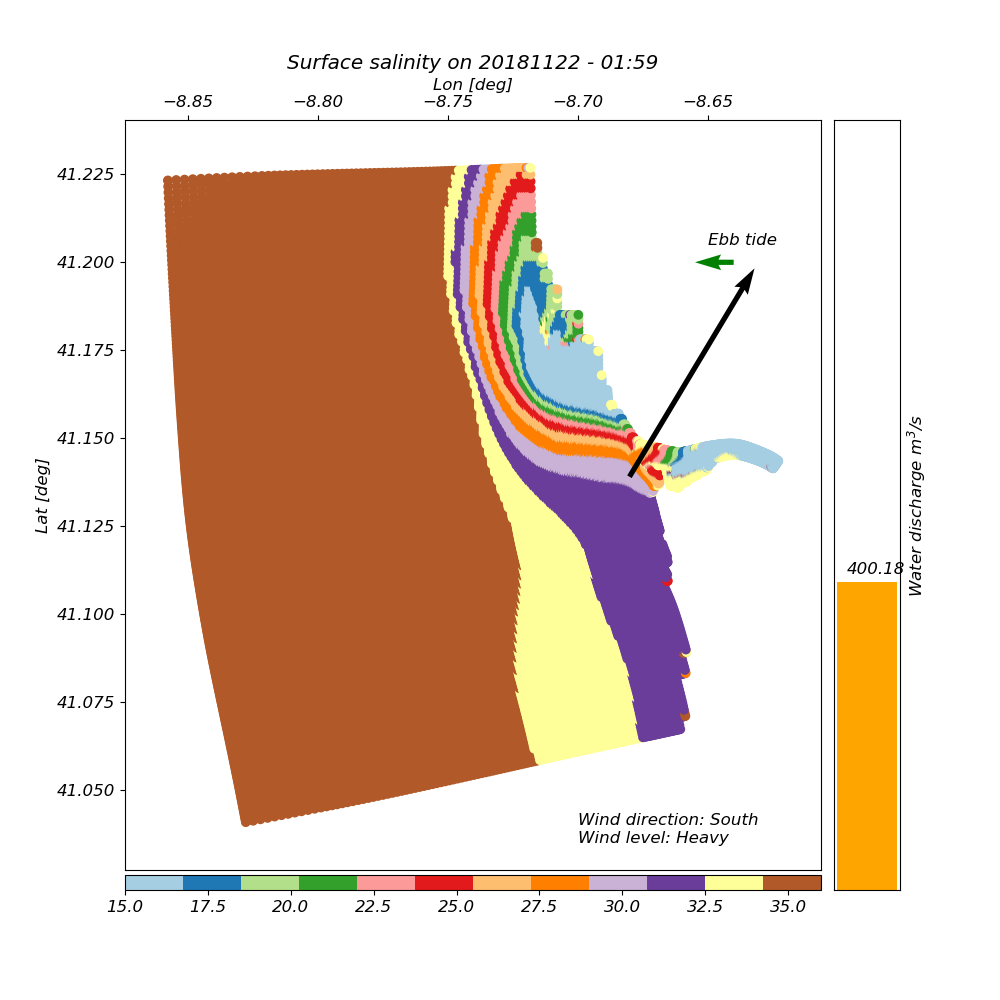 Surface salinity on 20181122 - 01:59
Lon [deg]
−8.85 −8.80 −8.75 −8.70 −8.65
41.225
41.200
41.175
41.150
41.125
41.100
41.075
41.050
Lat [deg]
Ebb tide
Wind direction: South
Wind level: Heavy
400.18
Water discharge m³/s
15.0 17.5 20.0 22.5 25.0 27.5 30.0 32.5 35.0